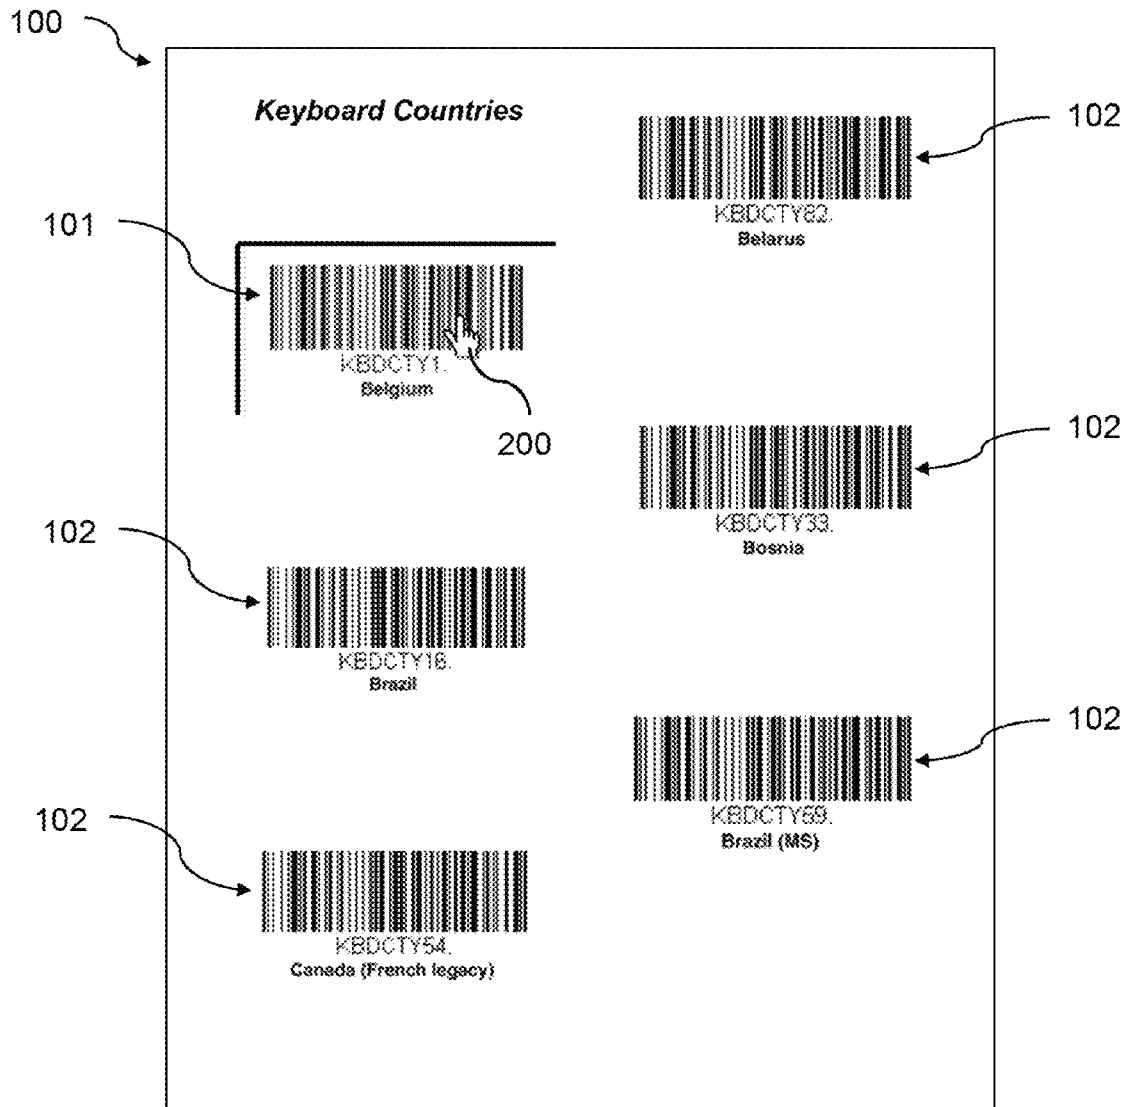 100
Keyboard Countries
102
KBDCTY82.
Belarus
101
KBDCTY1.
Belgium
200
102
KBDCTY33.
Bosnia
102
KBDCTY16.
Brazil
102
KBDCTY59.
Brazil (MS)
102
KBDCTY54.
Canada (French legacy)